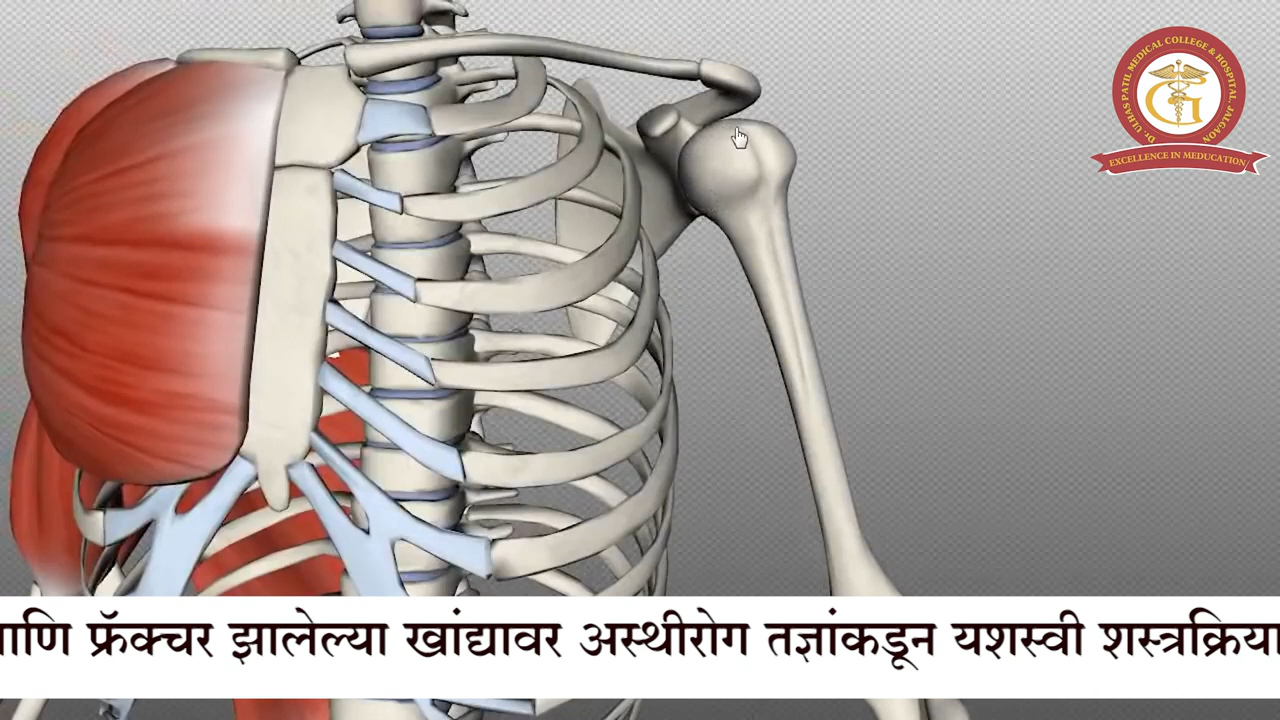 Dr. ULHAS PATIL MEDICAL COLLEGE & HOSPITAL, JALGAON
G
EXCELLENCE IN MEDUCATION/
फ्रॅक्चर झालेल्या खांद्यावर अस्थीरोग तज्ञांकडून यशस्वी शस्त्रक्रिया